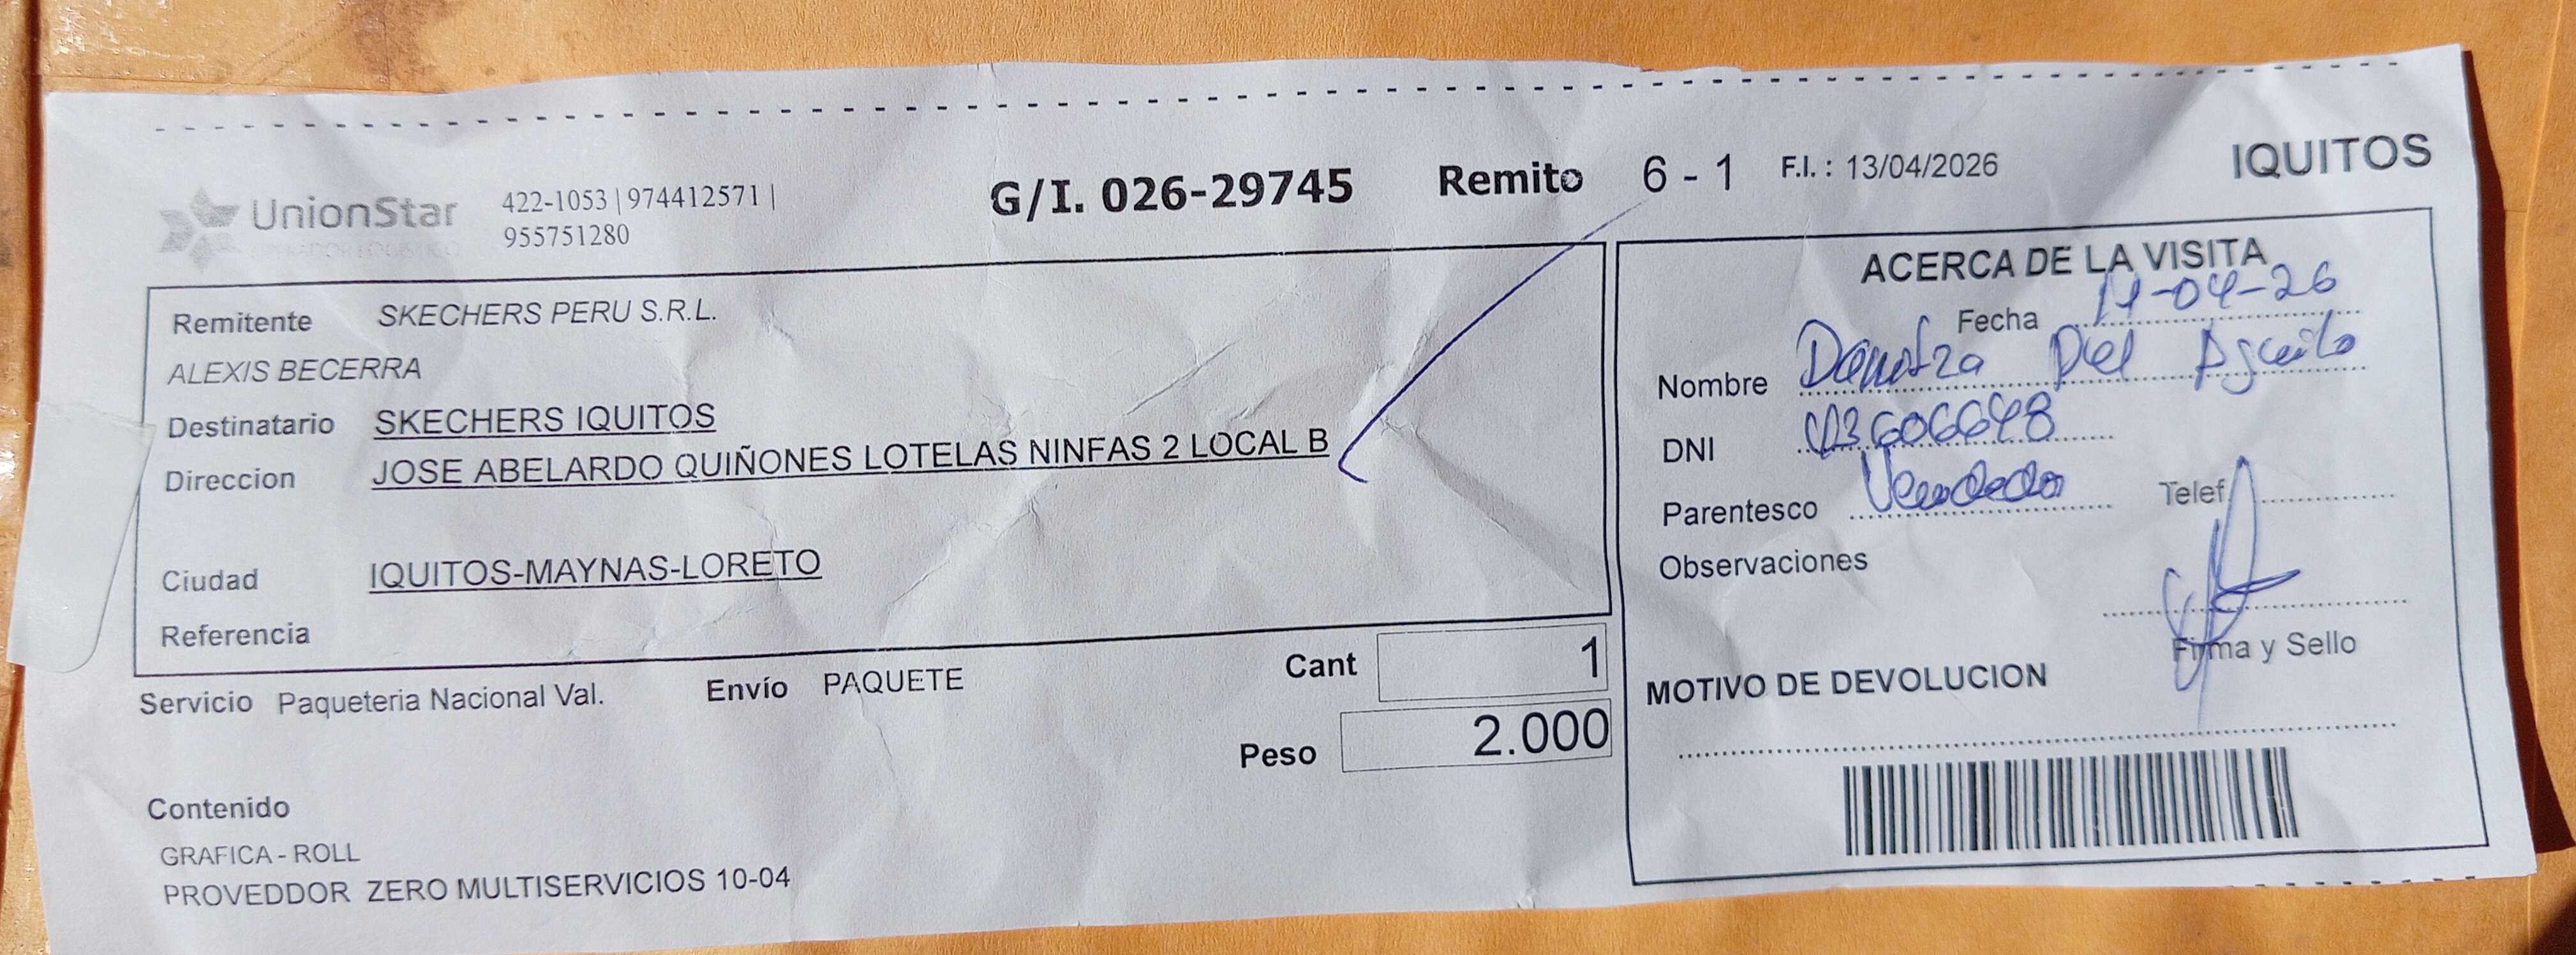 UnionStar
OPERADOR LOGISTICO
422-1053 | 974412571 |
955751280
G/I. 026-29745 Remito 6 - 1 F.I. : 13/04/2026
IQUITOS
Remitente SKECHERS PERU S.R.L.
ALEXIS BECERRA
Destinatario SKECHERS IQUITOS
Direccion JOSE ABELARDO QUIÑONES LOTELAS NINFAS 2 LOCAL B
Ciudad IQUITOS-MAYNAS-LORETO
Referencia
Servicio Paqueteria Nacional Val. Envío PAQUETE
Cant 1
Peso 2.000
Contenido
GRAFICA - ROLL
PROVEDDOR ZERO MULTISERVICIOS 10-04
ACERCA DE LA VISITA
Fecha -04-26
Nombre Del Aguila
DNI
Parentesco Vendedor Telef.
Observaciones
Firma y Sello
MOTIVO DE DEVOLUCION